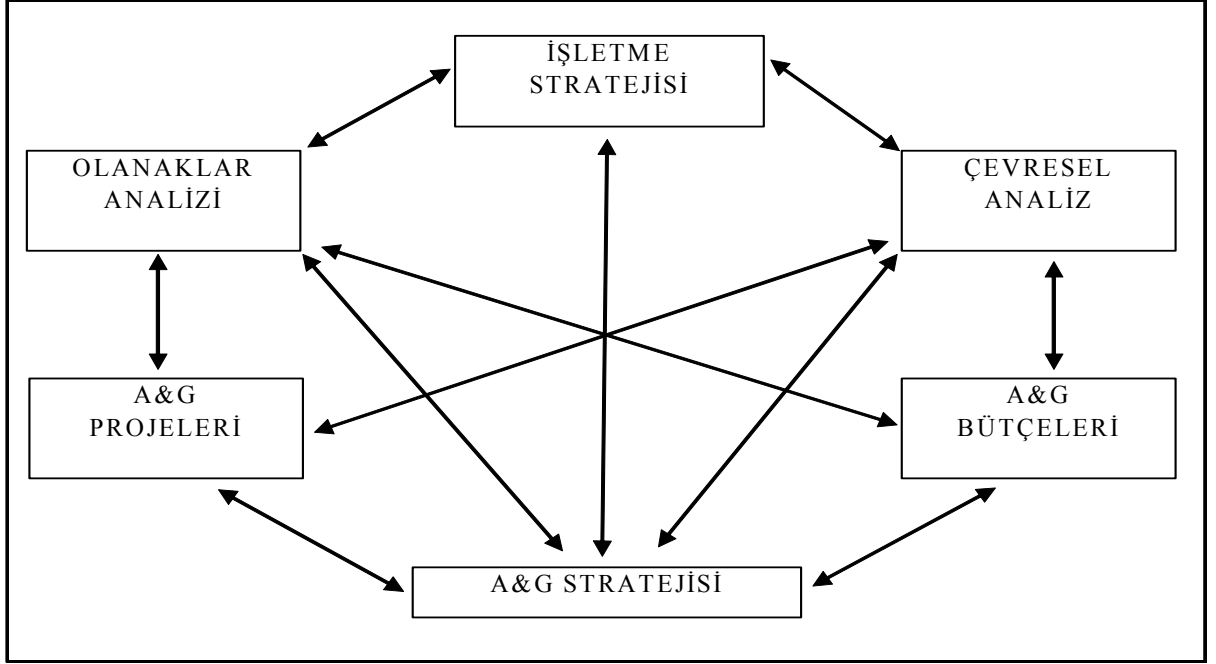 İŞLETME
STRATEJİSİ
OLANAKLAR
ANALİZİ
ÇEVRESEL
ANALİZ
A&G
PROJELERİ
A&G
BÜTÇELERİ
A&G STRATEJİSİ